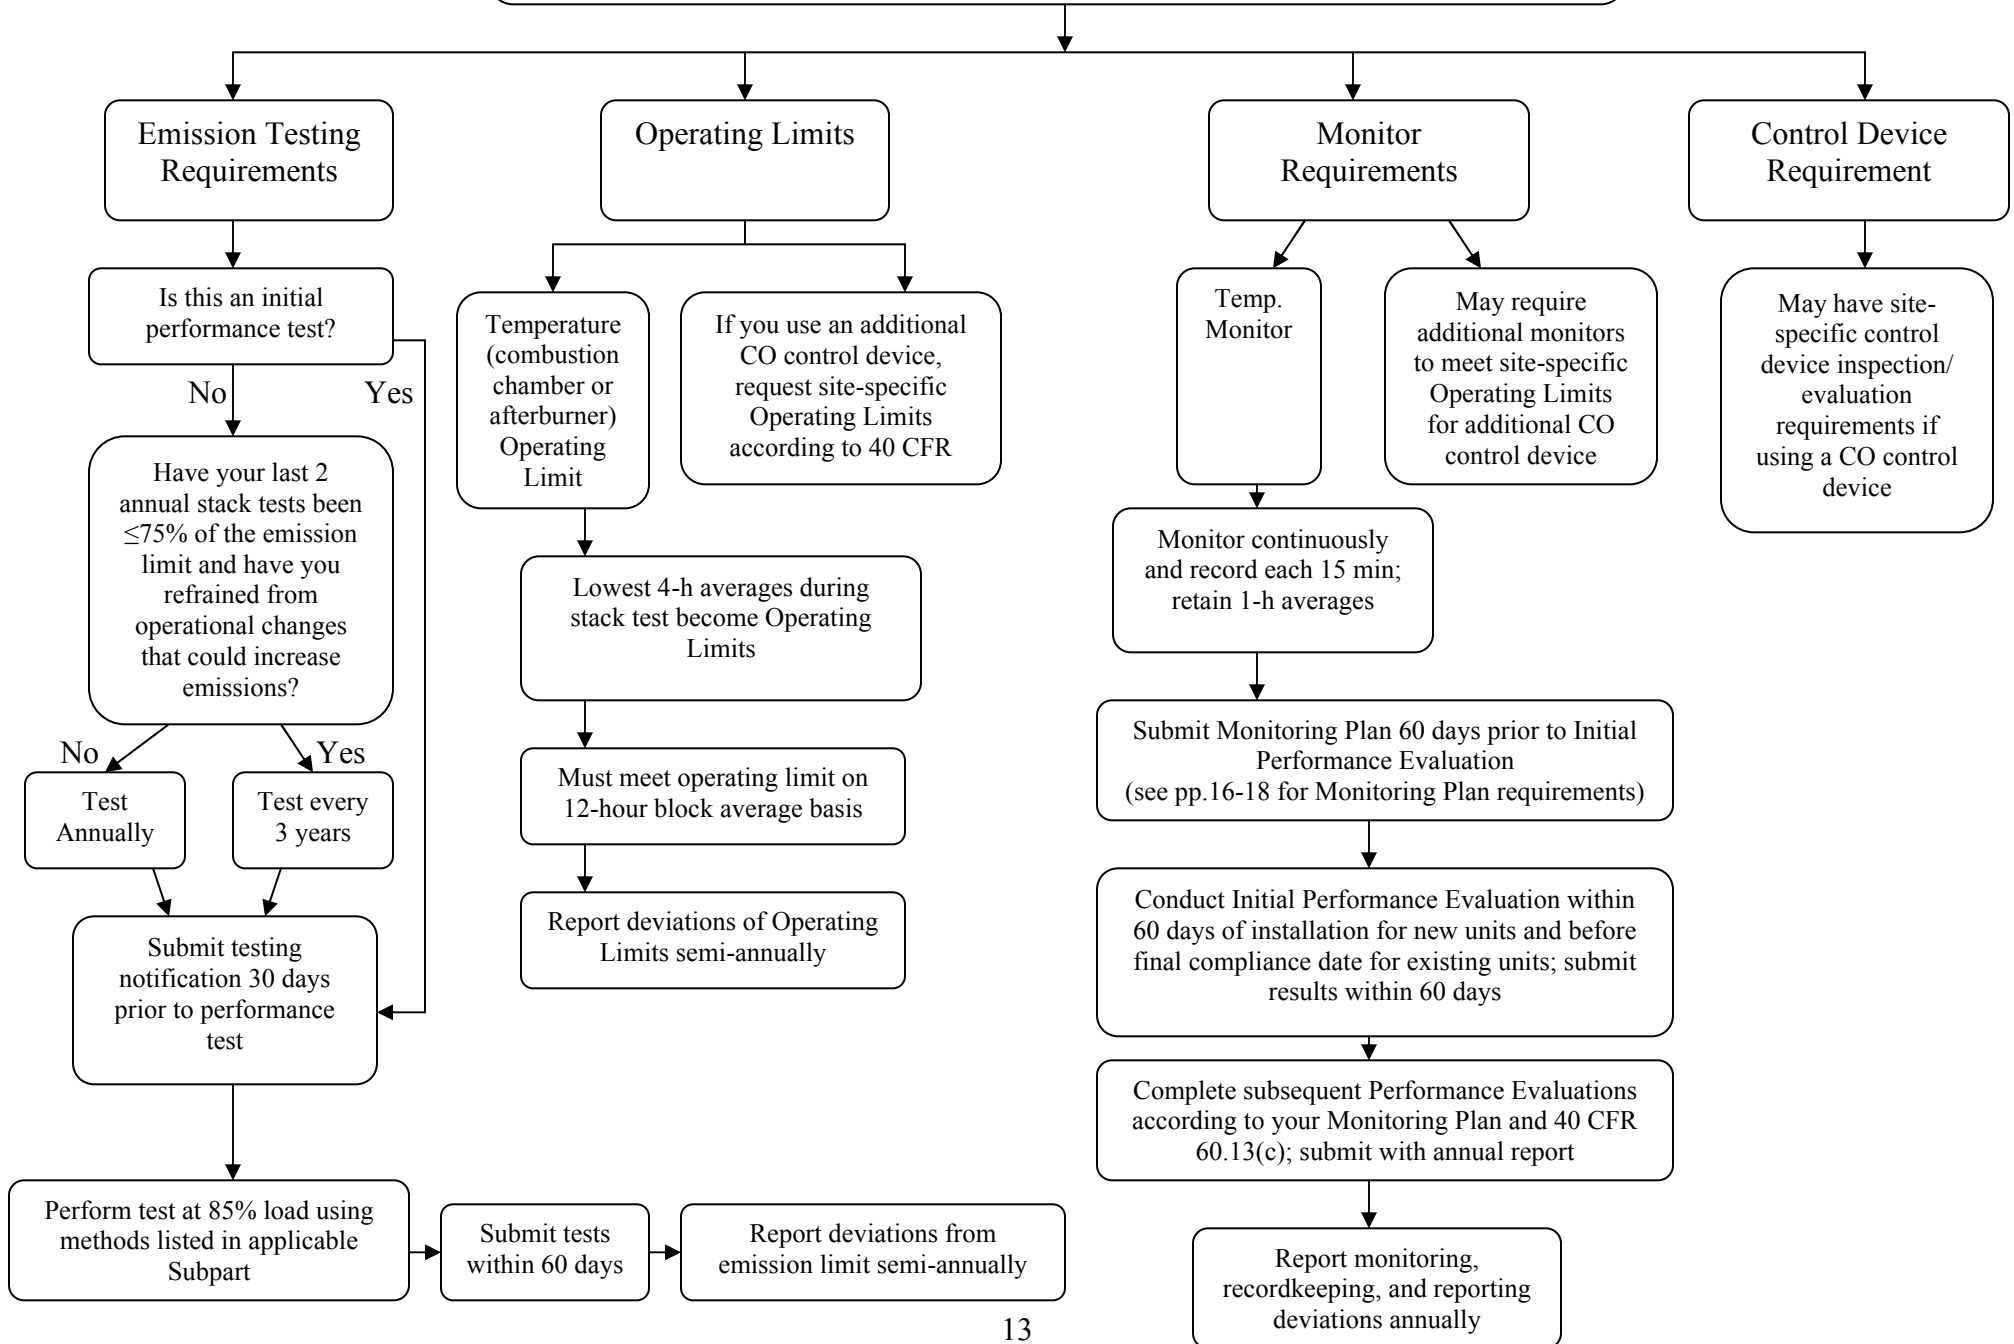 Emission Testing
Requirements
Operating Limits
Monitor
Requirements
Control Device
Requirement
Is this an initial
performance test?
No
Yes
Have your last 2
annual stack tests been
≤75% of the emission
limit and have you
refrained from
operational changes
that could increase
emissions?
No
Yes
Test
Annually
Test every
3 years
Submit testing
notification 30 days
prior to performance
test
Perform test at 85% load using
methods listed in applicable
Subpart
Submit tests
within 60 days
Report deviations from
emission limit semi-annually
Temperature
(combustion
chamber or
afterburner)
Operating
Limit
If you use an additional
CO control device,
request site-specific
Operating Limits
according to 40 CFR
Lowest 4-h averages during
stack test become Operating
Limits
Must meet operating limit on
12-hour block average basis
Report deviations of Operating
Limits semi-annually
Temp.
Monitor
May require
additional monitors
to meet site-specific
Operating Limits
for additional CO
control device
Monitor continuously
and record each 15 min;
retain 1-h averages
Submit Monitoring Plan 60 days prior to Initial
Performance Evaluation
(see pp.16-18 for Monitoring Plan requirements)
Conduct Initial Performance Evaluation within
60 days of installation for new units and before
final compliance date for existing units; submit
results within 60 days
Complete subsequent Performance Evaluations
according to your Monitoring Plan and 40 CFR
60.13(c); submit with annual report
Report monitoring,
recordkeeping, and reporting
deviations annually
May have site-
specific control
device inspection/
evaluation
requirements if
using a CO control
device
13